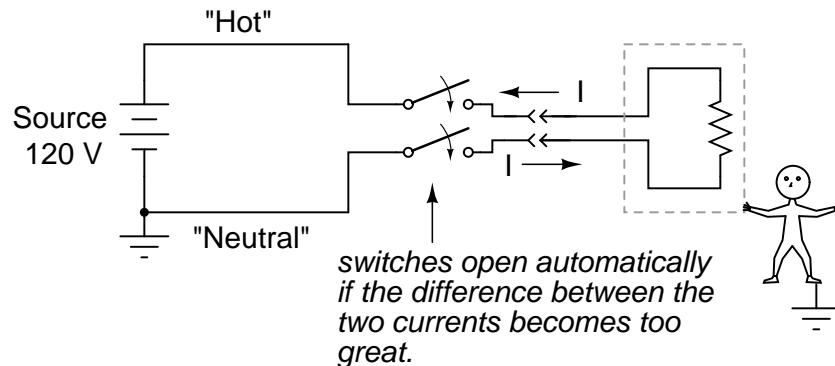 "Hot"
I
Source
120 V
I
"Neutral"
switches open automatically
if the difference between the
two currents becomes too
great.